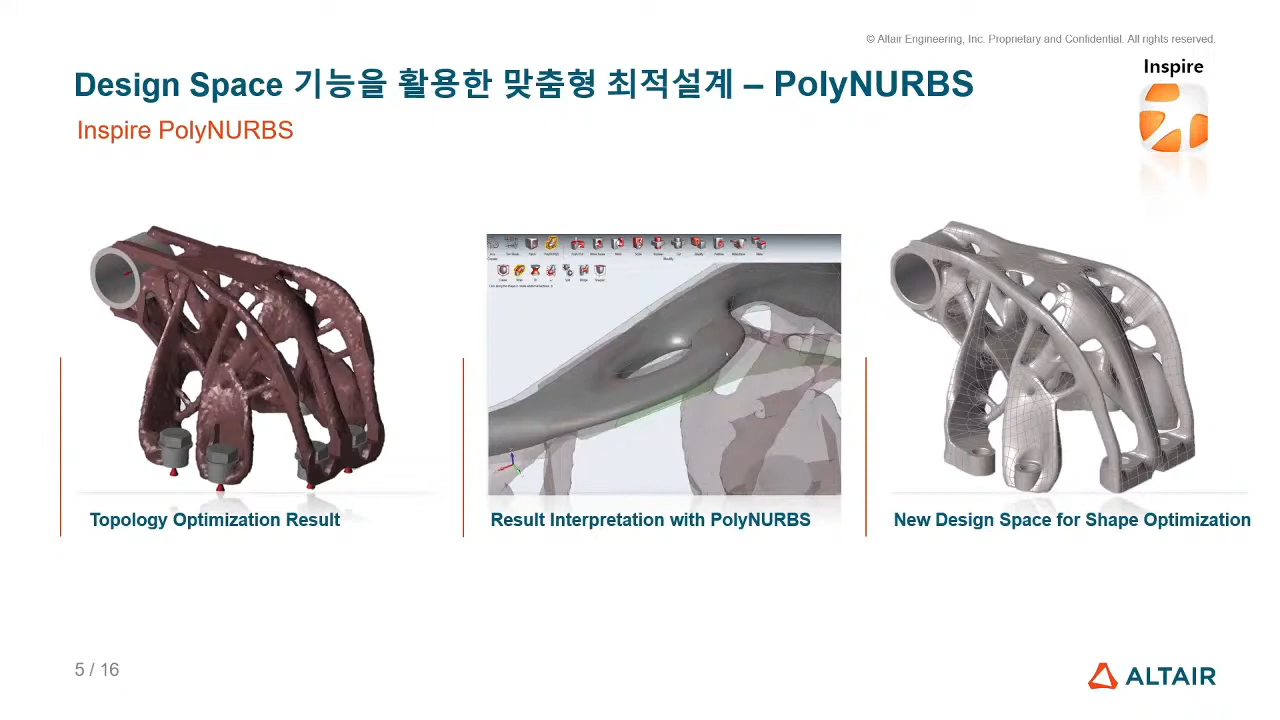 © Altair Engineering, Inc. Proprietary and Confidential. All rights reserved.
Design Space 기능을 활용한 맞춤형 최적설계 – PolyNURBS
Inspire
Inspire PolyNURBS
Topology Optimization Result
Result Interpretation with PolyNURBS
New Design Space for Shape Optimization
5 / 16
ALTAIR